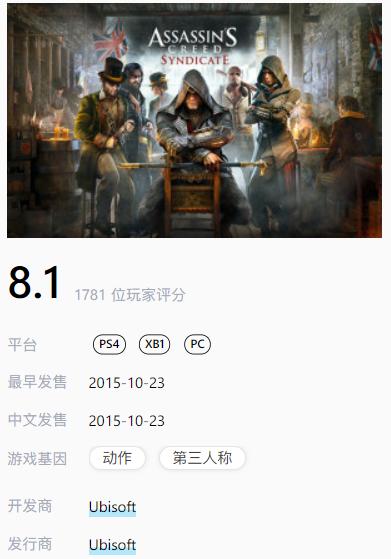 ASSASSIN'S
CREED
SYNDICATE
8.1 1781 位玩家评分
平台 PS4 XB1 PC
最早发售 2015-10-23
中文发售 2015-10-23
游戏基因 动作 第三人称
开发商 Ubisoft
发行商 Ubisoft